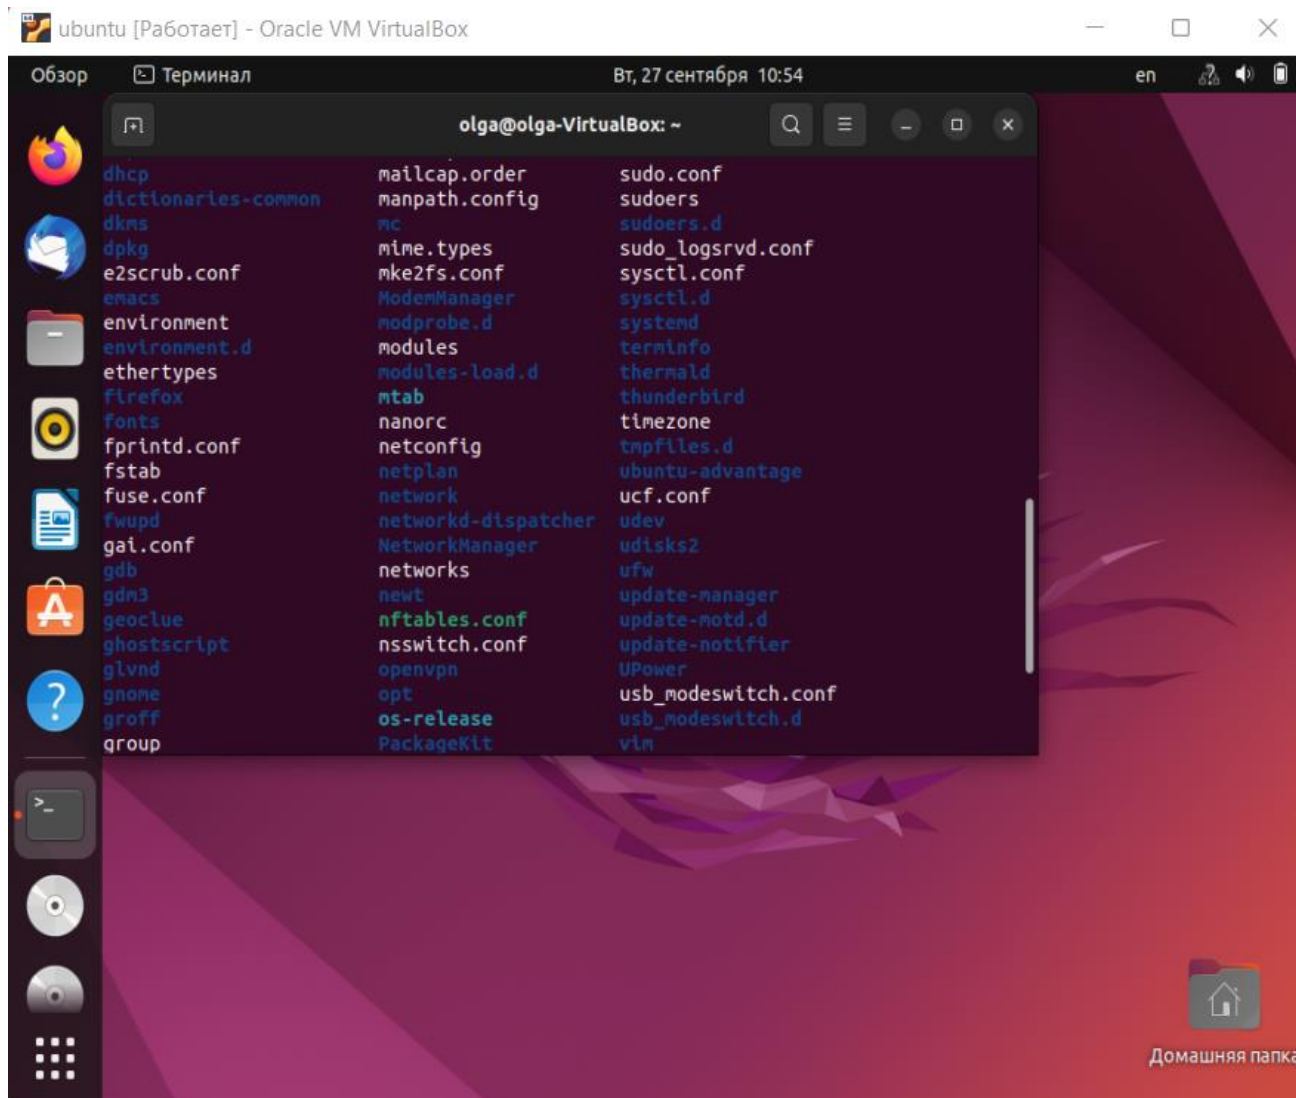 ubuntu [Работает] - Oracle VM VirtualBox
Обзор Терминал Вт, 27 сентября 10:54 en
olga@olga-VirtualBox: ~
dhcp mailcap.order sudo.conf
dictionaries-common manpath.config sudoers
dkms mc sudoers.d
dpkg mime.types sudo_logsrvd.conf
e2scrub.conf mke2fs.conf sysctl.conf
emacs ModemManager sysctl.d
environment modprobe.d systemd
environment.d modules terminfo
ethertypes modules-load.d thermald
firefox mtab thunderbird
fonts nanorc timezone
fprintd.conf netconfig tmpfiles.d
fstab netplan ubuntu-advantage
fuse.conf network ucf.conf
fwupd networkd-dispatcher udev
gai.conf NetworkManager udisks2
gdb networks ufw
gdm3 newt update-manager
geoclue nftables.conf update-motd.d
ghostscript nsswitch.conf update-notifier
glvnd openvpn UPower
gnome opt usb_modeswitch.conf
groff os-release usb_modeswitch.d
group PackageKit vim
>_
Домашняя папка